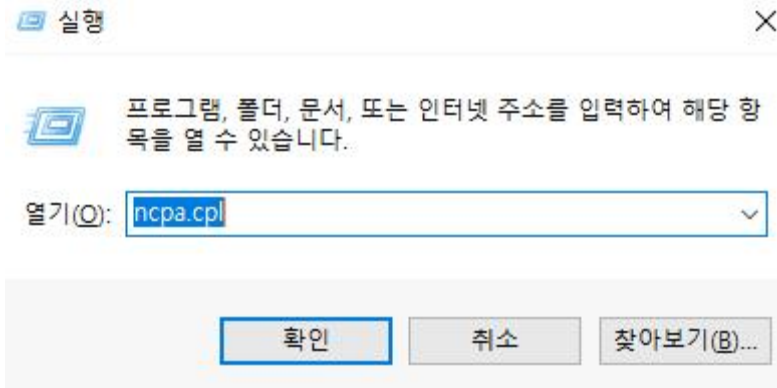 실행
프로그램, 폴더, 문서, 또는 인터넷 주소를 입력하여 해당 항
목을 열 수 있습니다.
열기(O): ncpa.cpl
확인 취소 찾아보기(B)...